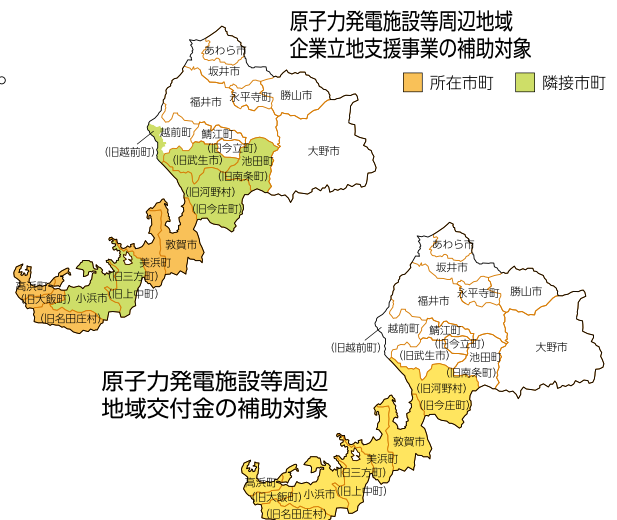 原子力発電施設等周辺地域
企業立地支援事業の補助対象
所在市町
隣接市町
あわら市
坂井市
福井市
永平寺町
勝山市
越前町
鯖江町
(旧越前町)
(旧今立町)
(旧武生市)
池田町
大野市
(旧南条町)
(旧河野村)
(旧今庄町)
敦賀市
美浜町
(旧三方町)
高浜町
(旧大飯町)
小浜市
(旧上中町)
(旧名田庄村)
原子力発電施設等周辺
地域交付金の補助対象
あわら市
坂井市
福井市
永平寺町
勝山市
越前町
鯖江町
(旧越前町)
(旧今立町)
(旧武生市)
池田町
大野市
(旧南条町)
(旧河野村)
(旧今庄町)
敦賀市
美浜町
(旧三方町)
高浜町
(旧大飯町)
小浜市
(旧上中町)
(旧名田庄村)